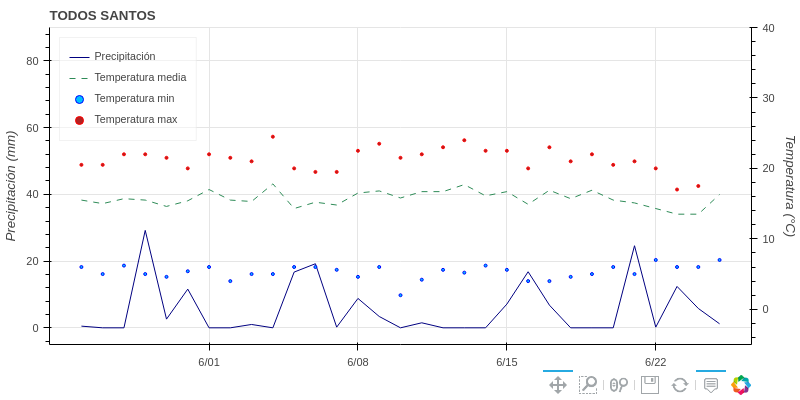 TODOS SANTOS
Precipitación
Temperatura media
Temperatura min
Temperatura max
Precipitación (mm)
80
60
40
20
0
Temperatura (°C)
40
30
20
10
0
6/01
6/08
6/15
6/22